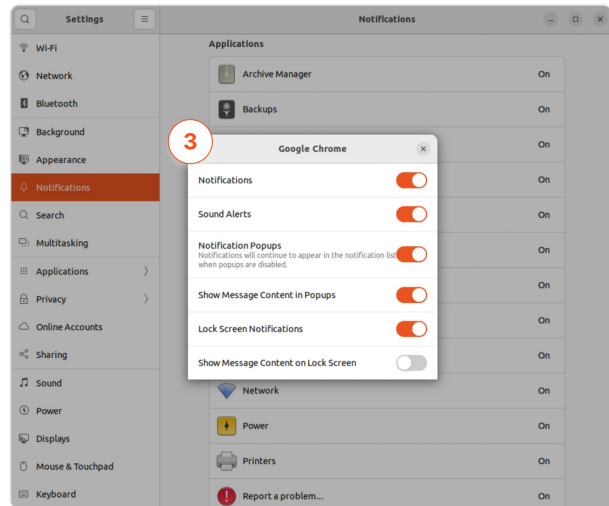 Settings
Notifications
Wi-Fi
Network
Bluetooth
Background
Appearance
Notifications
Search
Multitasking
Applications
Privacy
Online Accounts
Sharing
Sound
Power
Displays
Mouse & Touchpad
Keyboard
Applications
Archive Manager On
Backups On
On
On
On
On
On
On
On
Network On
Power On
Printers On
Report a problem... On
3
Google Chrome
Notifications
Sound Alerts
Notification Popups
Notifications will continue to appear in the notification list
when popups are disabled.
Show Message Content in Popups
Lock Screen Notifications
Show Message Content on Lock Screen